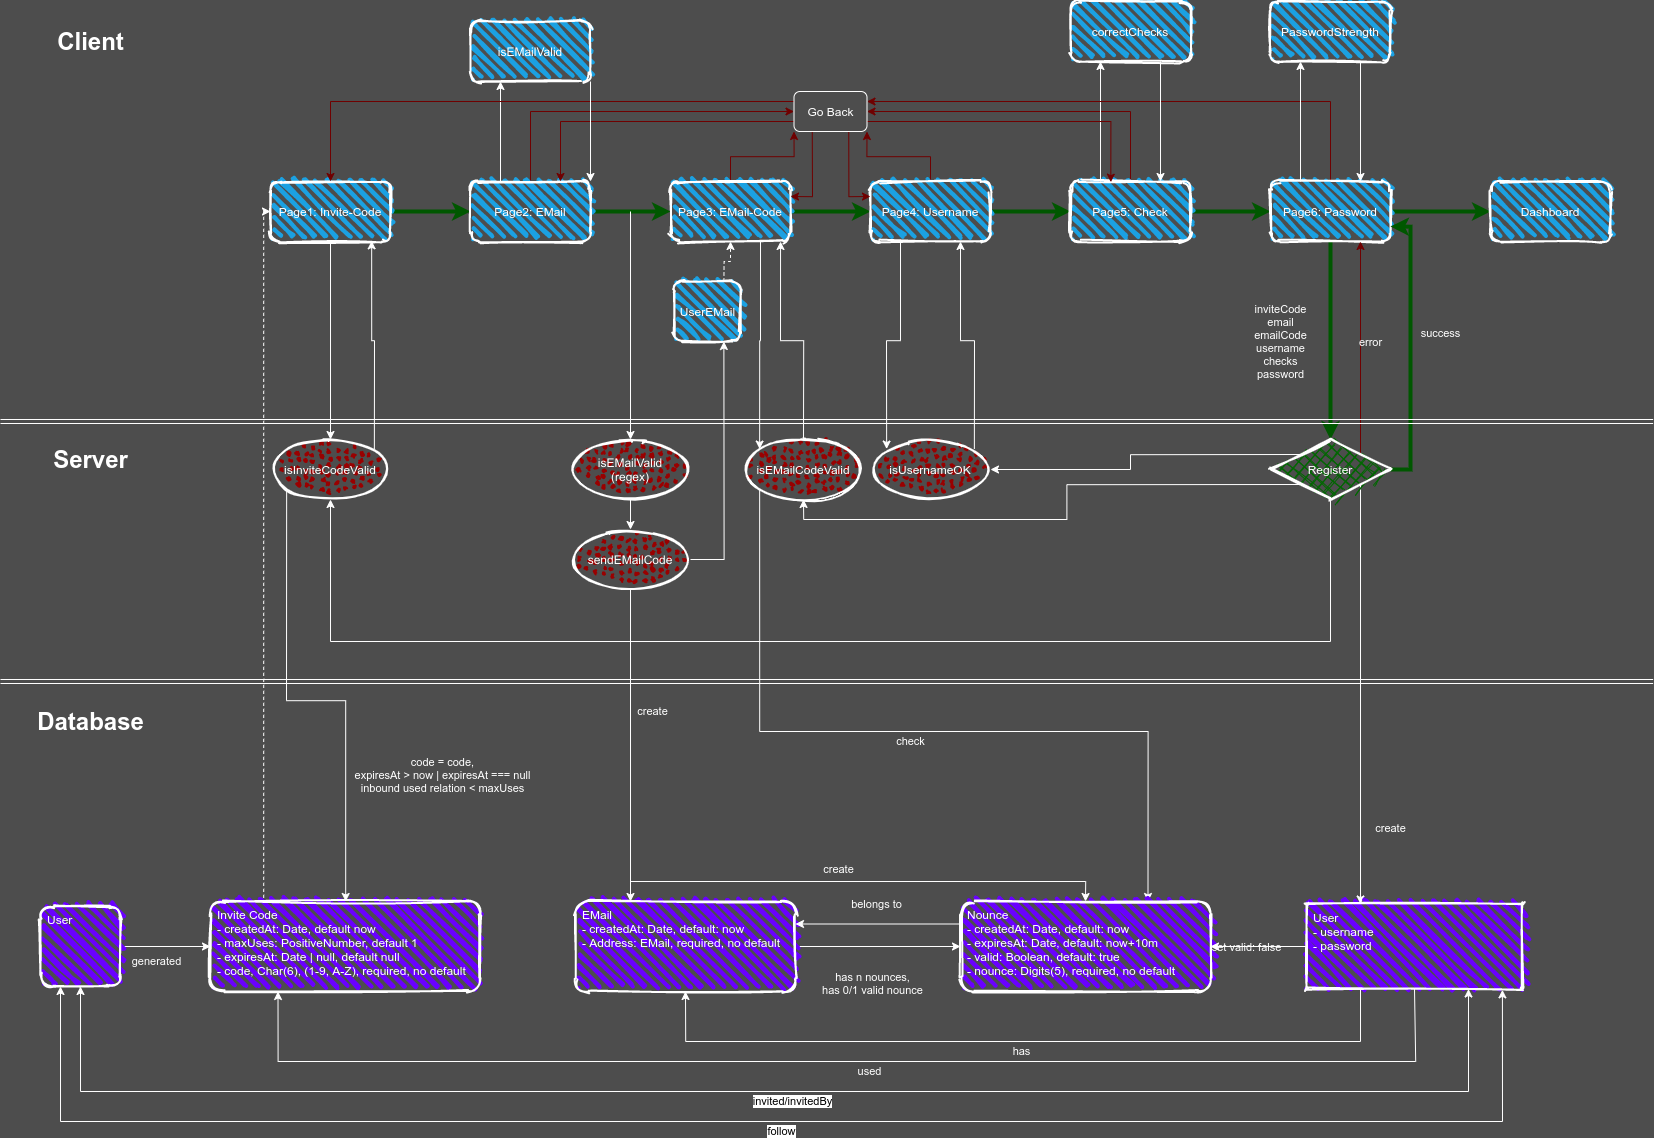 Client
isEMailValid
correctChecks
PasswordStrength
Go Back
Page1: Invite-Code
Page2: EMail
Page3: EMail-Code
Page4: Username
Page5: Check
Page6: Password
Dashboard
UserEMail
inviteCode
email
emailCode
username
checks
password
error
success
Server
isInviteCodeValid
isEMailValid
(regex)
isEMailCodeValid
isUsernameOK
Register
sendEMailCode
Database
create
check
code = code,
expiresAt > now | expiresAt === null
inbound used relation < maxUses
create
create
User
generated
Invite Code
- createdAt: Date, default now
- maxUses: PositiveNumber, default 1
- expiresAt: Date | null, default null
- code, Char(6), (1-9, A-Z), required, no default
EMail
- createdAt: Date, default: now
- Address: EMail, required, no default
belongs to
has n nounces,
has 0/1 valid nounce
Nounce
- createdAt: Date, default: now
- expiresAt: Date, default: now+10m
- valid: Boolean, default: true
- nounce: Digits(5), required, no default
set valid: false
User
- username
- password
has
used
invited/invitedBy
follow